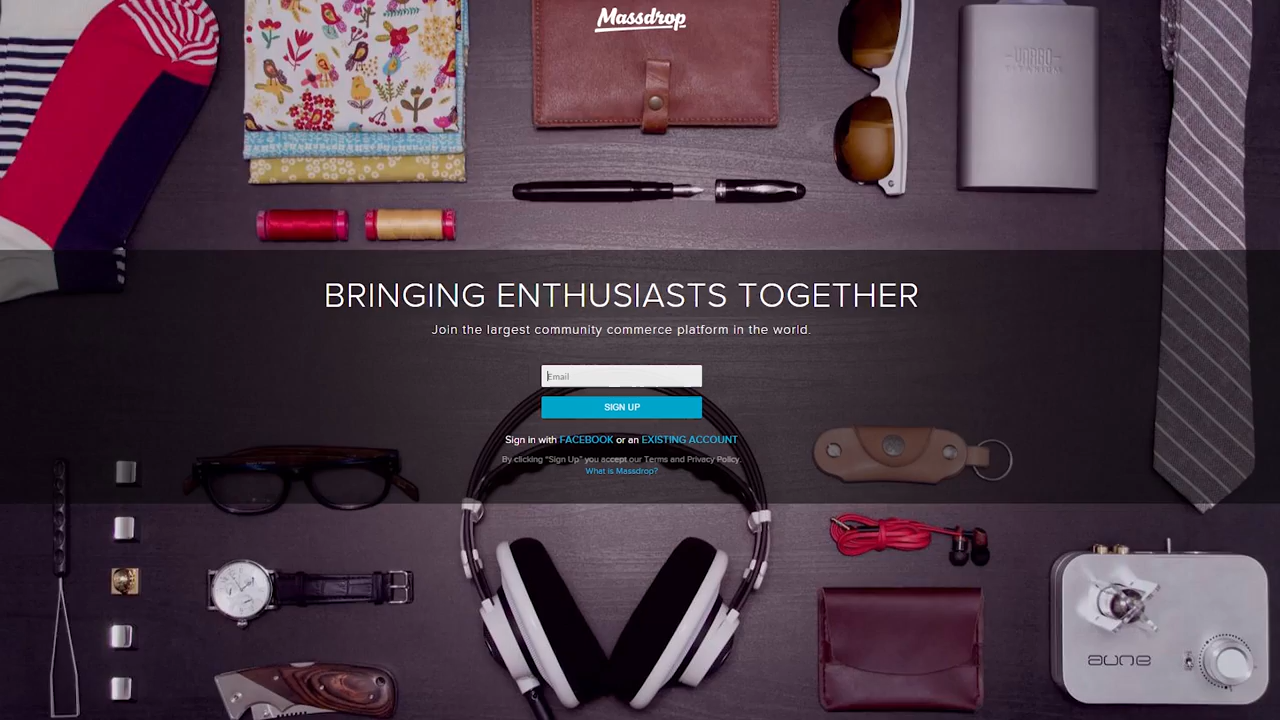 Massdrop
VARGO
BRINGING ENTHUSIASTS TOGETHER
Join the largest community commerce platform in the world.
Email
SIGN UP
Sign in with FACEBOOK or an EXISTING ACCOUNT
By clicking "Sign Up" you accept our Terms and Privacy Policy.
What is Massdrop?
aune